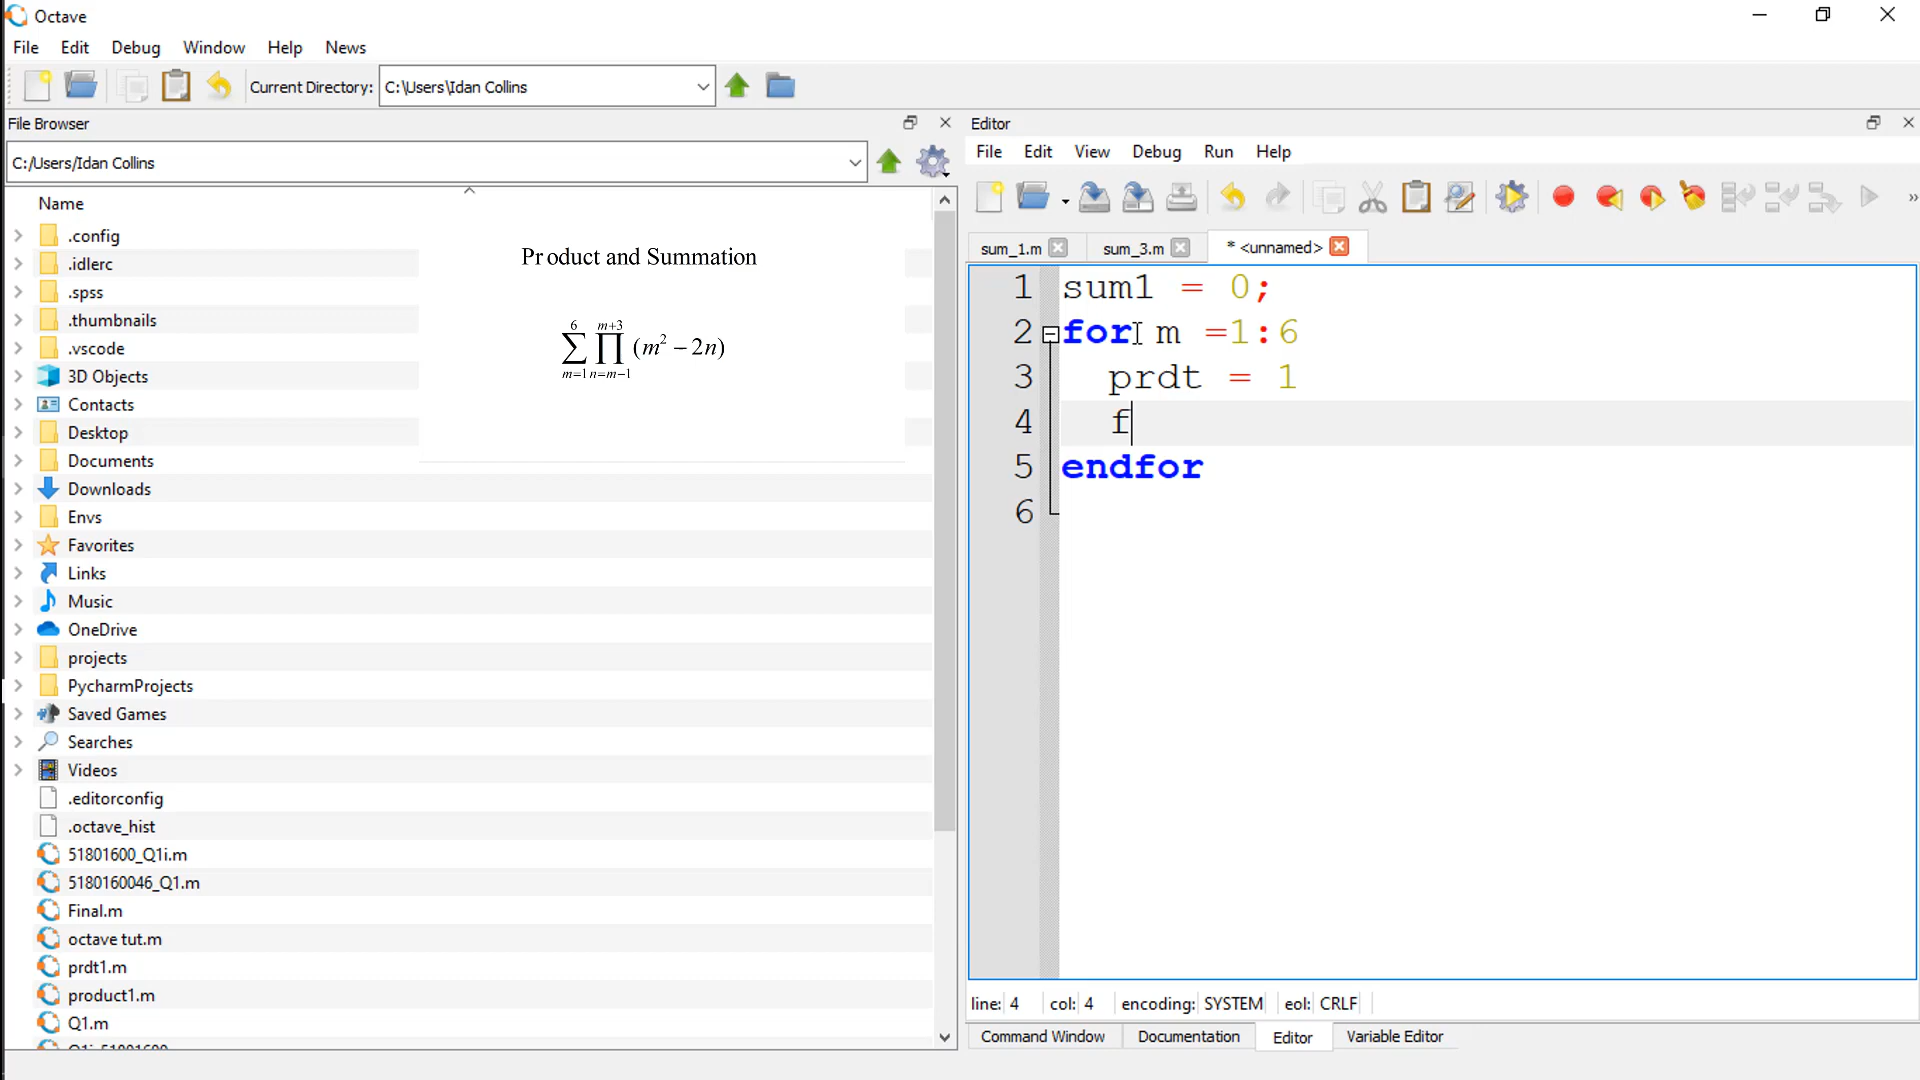 Octave
File Edit Debug Window Help News
Current Directory: C:\Users\Idan Collins
File Browser
C:/Users/Idan Collins
Name
.config
.idlerc
.spss
.thumbnails
.vscode
3D Objects
Contacts
Desktop
Documents
Downloads
Envs
Favorites
Links
Music
OneDrive
projects
PycharmProjects
Saved Games
Searches
Videos
.editorconfig
.octave_hist
51801600_Q1i.m
5180160046_Q1.m
Final.m
octave tut.m
prdt1.m
product1.m
Q1.m
Product and Summation
6 m+3
∑ ∏ (m² − 2n)
m=1 n=m−1
Editor
File Edit View Debug Run Help
»
sum_1.m sum_3.m * <unnamed>
1 sum1 = 0;
2 for m =1:6
3 prdt = 1
4 f
5 endfor
6
line: 4 col: 4 encoding: SYSTEM eol: CRLF
Command Window Documentation Editor Variable Editor